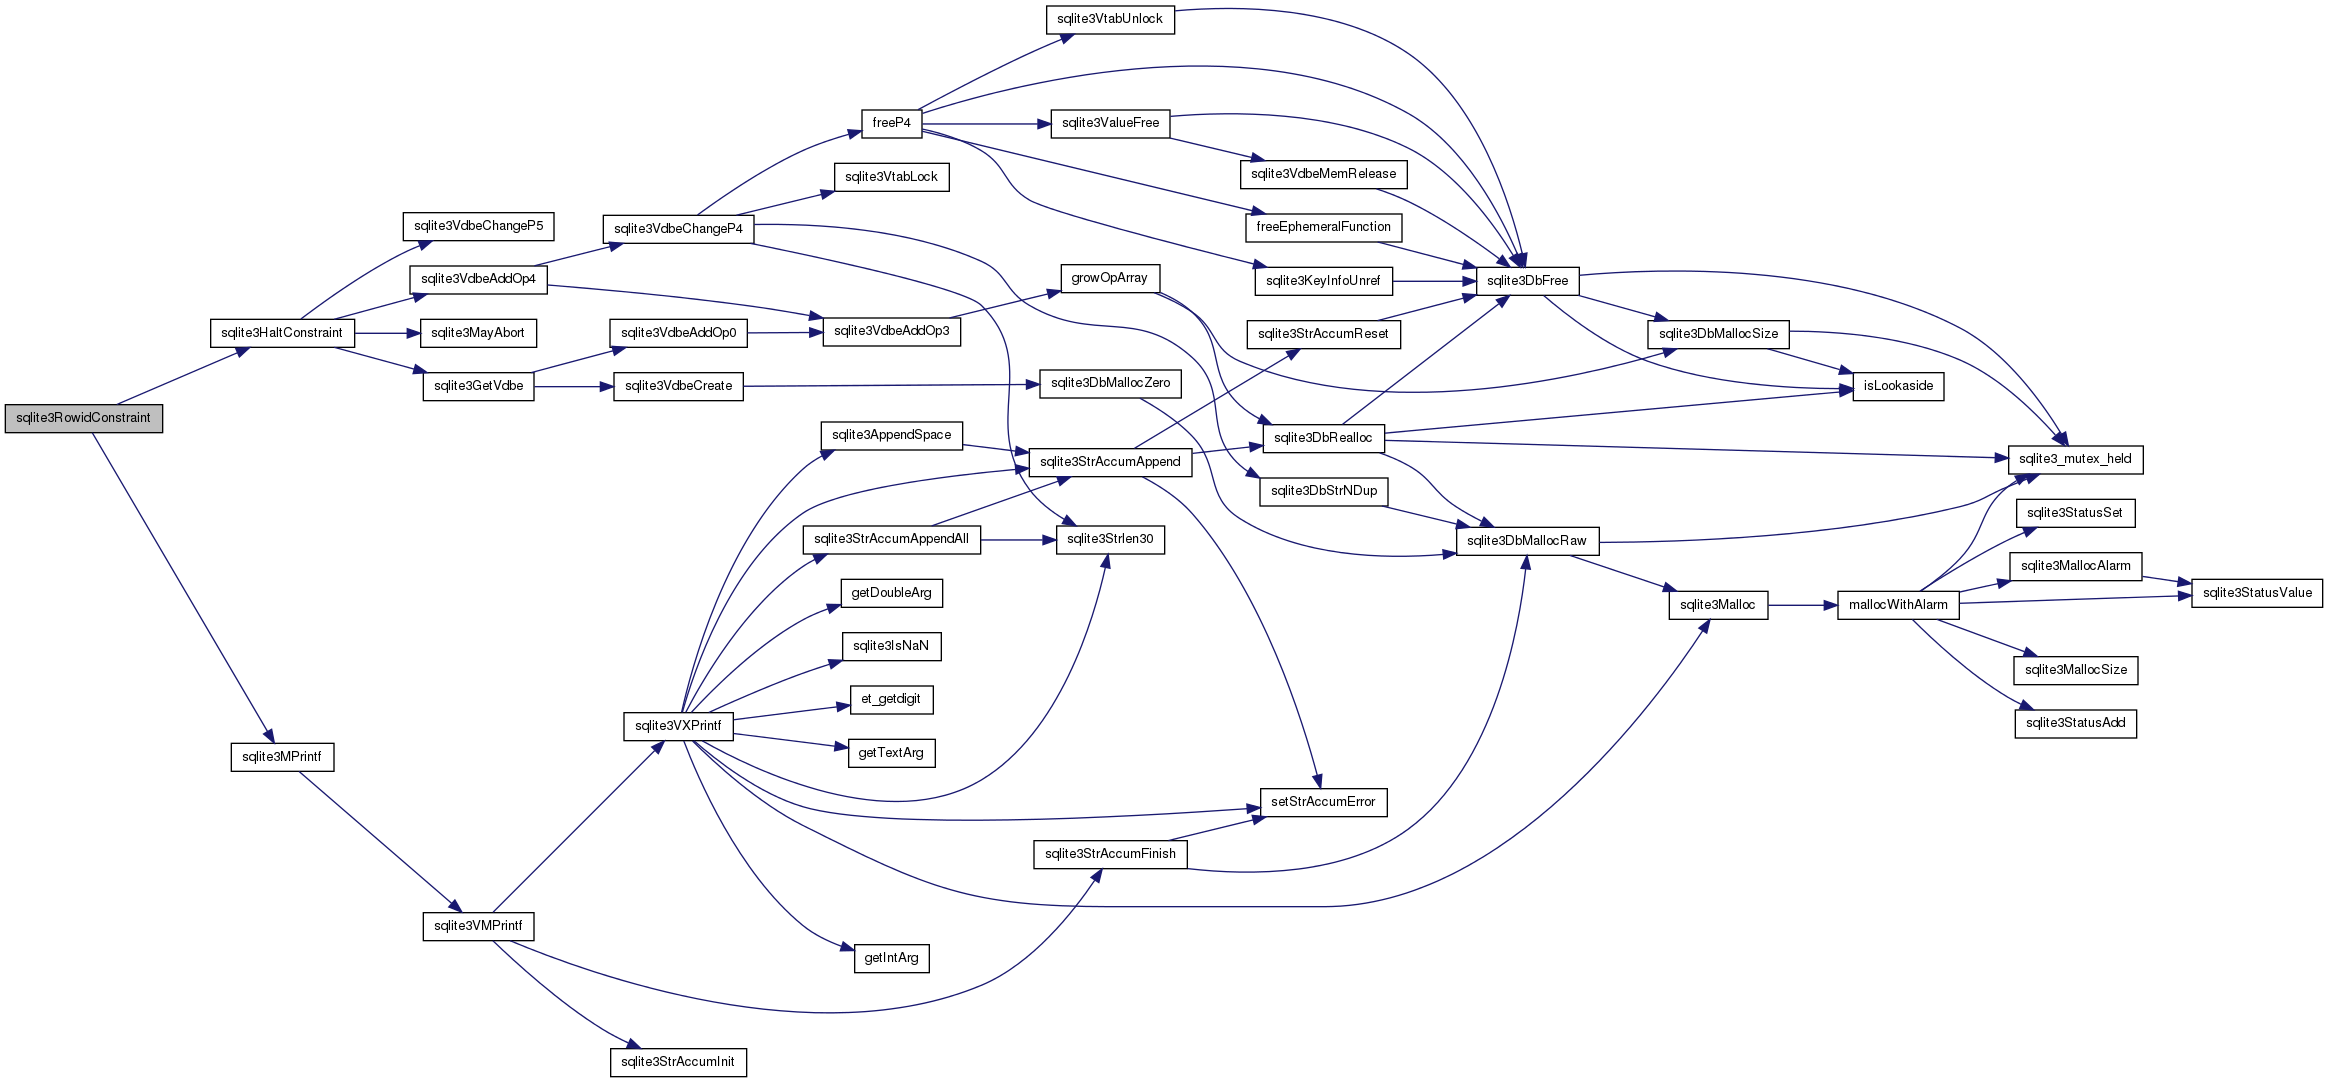 sqlite3RowidConstraint
sqlite3HaltConstraint
sqlite3MPrintf
sqlite3VdbeChangeP5
sqlite3VdbeAddOp4
sqlite3MayAbort
sqlite3GetVdbe
sqlite3VMPrintf
sqlite3VdbeChangeP4
sqlite3VdbeAddOp0
sqlite3VdbeCreate
sqlite3VXPrintf
sqlite3StrAccumInit
freeP4
sqlite3VtabLock
sqlite3VdbeAddOp3
sqlite3AppendSpace
sqlite3StrAccumAppendAll
getDoubleArg
sqlite3IsNaN
et_getdigit
getTextArg
getIntArg
sqlite3VtabUnlock
sqlite3ValueFree
growOpArray
sqlite3DbMallocZero
sqlite3StrAccumAppend
sqlite3Strlen30
sqlite3StrAccumFinish
sqlite3VdbeMemRelease
freeEphemeralFunction
sqlite3KeyInfoUnref
sqlite3StrAccumReset
sqlite3DbRealloc
sqlite3DbStrNDup
setStrAccumError
sqlite3DbFree
sqlite3DbMallocRaw
sqlite3DbMallocSize
sqlite3Malloc
isLookaside
mallocWithAlarm
sqlite3_mutex_held
sqlite3StatusSet
sqlite3MallocAlarm
sqlite3MallocSize
sqlite3StatusAdd
sqlite3StatusValue